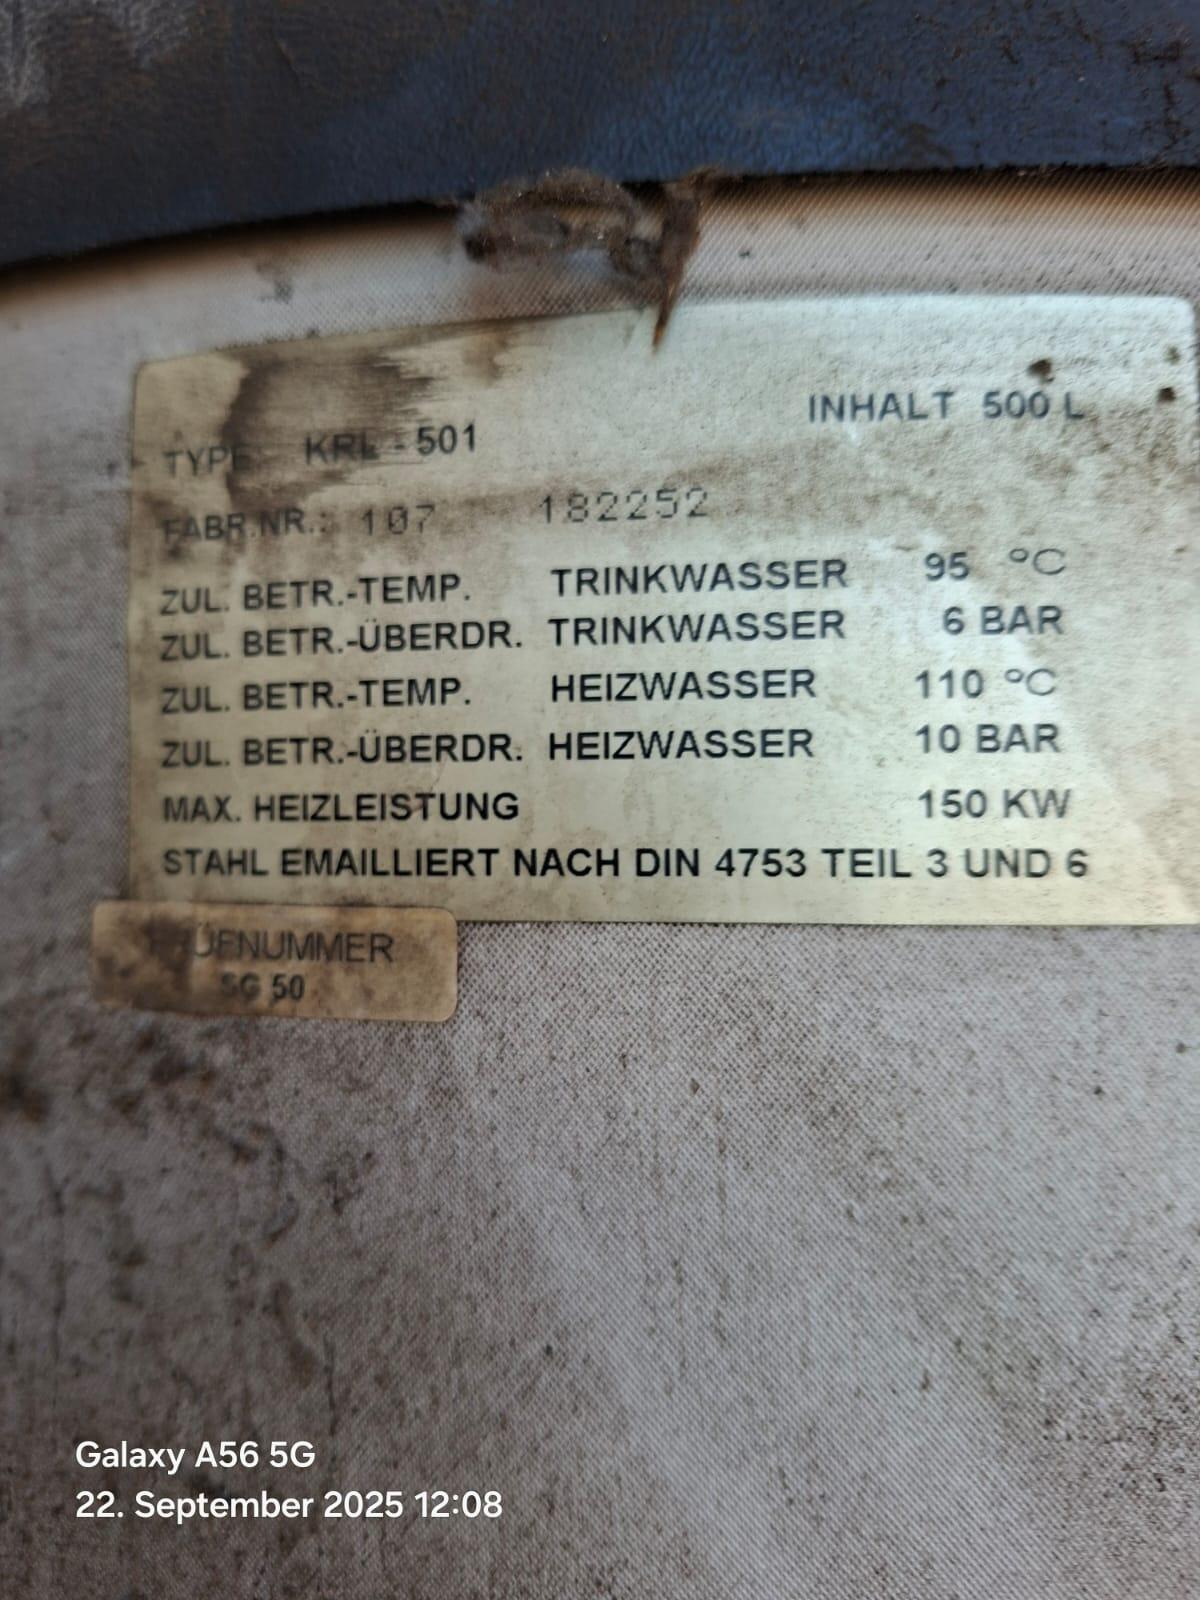 INHALT 500 L
TYPE KRL - 501
FABR.NR.: 107 182252
ZUL. BETR.-TEMP. TRINKWASSER 95 °C
ZUL. BETR.-ÜBERDR. TRINKWASSER 6 BAR
ZUL. BETR.-TEMP. HEIZWASSER 110 °C
ZUL. BETR.-ÜBERDR. HEIZWASSER 10 BAR
MAX. HEIZLEISTUNG 150 KW
STAHL EMAILLIERT NACH DIN 4753 TEIL 3 UND 6
PRÜFNUMMER
SG 50
Galaxy A56 5G
22. September 2025 12:08